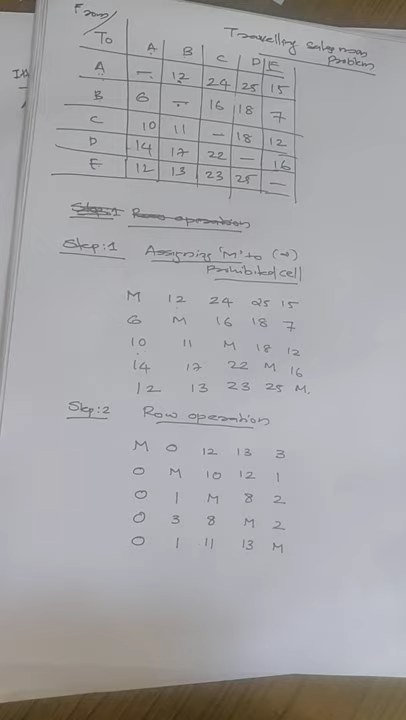 From/
To
Travelling salesman
problem
A B C D E
A — 12 24 25 15
B 6 — 16 18 7
C 10 11 — 18 12
D 14 17 22 — 16
E 12 13 23 25 —
Step:1 Row operation
Step:1 Assigning 'M' to (∞)
Prohibited cell
M 12 24 25 15
6 M 16 18 7
10 11 M 18 12
14 17 22 M 16
12 13 23 25 M.
Step:2 Row operation
M 0 12 13 3
0 M 10 12 1
0 1 M 8 2
0 3 8 M 2
0 1 11 13 M